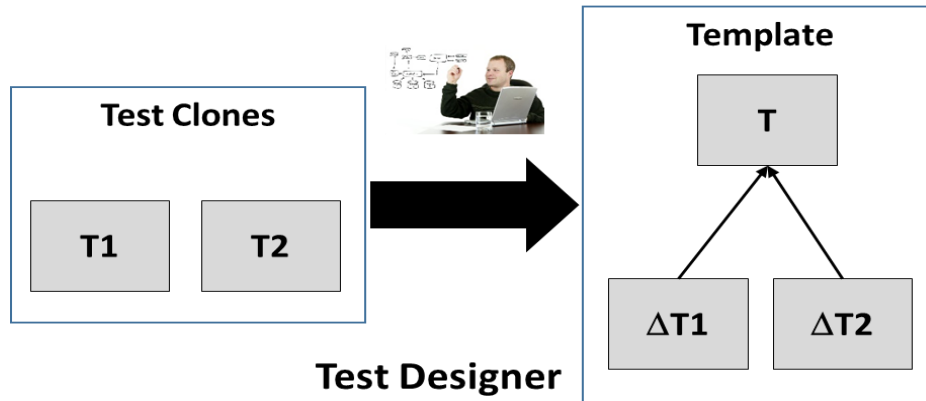 Test Clones
T1
T2
Test Designer
Template
T
ΔT1
ΔT2